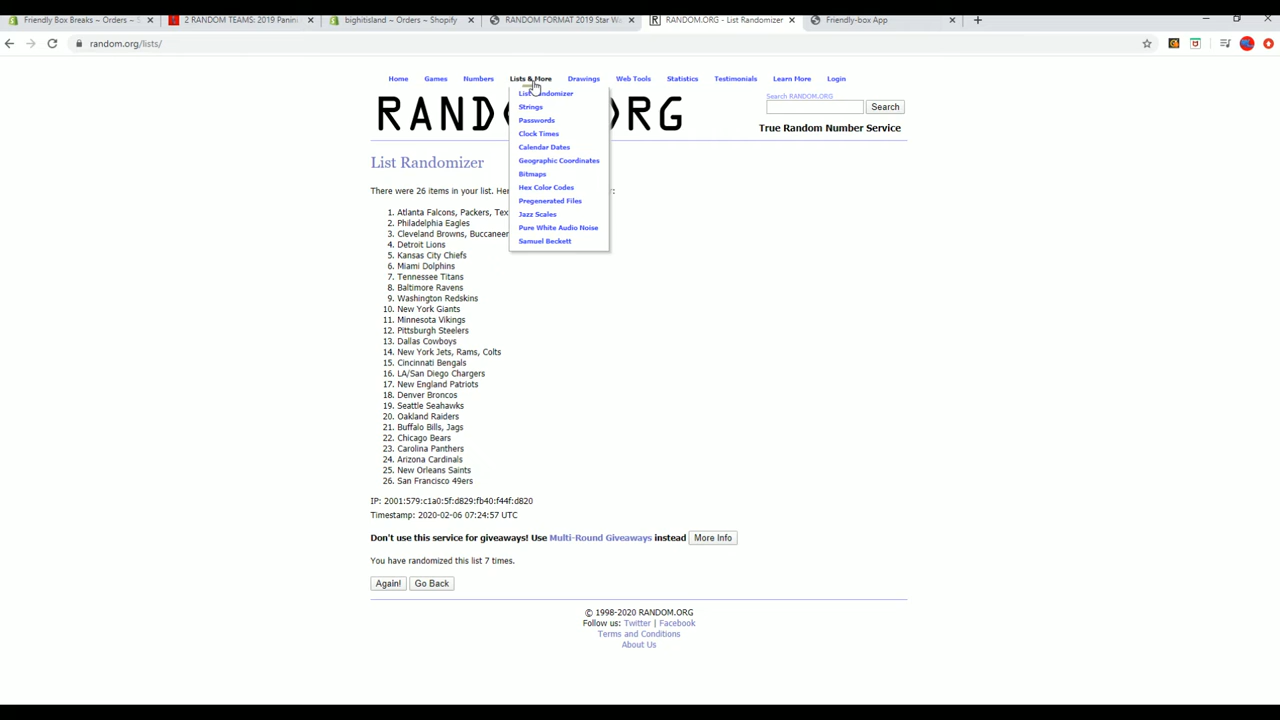 Friendly Box Breaks ~ Orders ~ S
2 RANDOM TEAMS: 2019 Panini
bighitisland ~ Orders ~ Shopify
RANDOM FORMAT 2019 Star Wa
RANDOM.ORG - List Randomizer
Friendly-box App
random.org/lists/
Home
Games
Numbers
Lists & More
Drawings
Web Tools
Statistics
Testimonials
Learn More
Login
List Randomizer
Strings
Passwords
Clock Times
Calendar Dates
Geographic Coordinates
Bitmaps
Hex Color Codes
Pregenerated Files
Jazz Scales
Pure White Audio Noise
Samuel Beckett
Search RANDOM.ORG
Search
True Random Number Service
List Randomizer
There were 26 items in your list.
1. Atlanta Falcons, Packers, Tex
2. Philadelphia Eagles
3. Cleveland Browns, Buccaneer
4. Detroit Lions
5. Kansas City Chiefs
6. Miami Dolphins
7. Tennessee Titans
8. Baltimore Ravens
9. Washington Redskins
10. New York Giants
11. Minnesota Vikings
12. Pittsburgh Steelers
13. Dallas Cowboys
14. New York Jets, Rams, Colts
15. Cincinnati Bengals
16. LA/San Diego Chargers
17. New England Patriots
18. Denver Broncos
19. Seattle Seahawks
20. Oakland Raiders
21. Buffalo Bills, Jags
22. Chicago Bears
23. Carolina Panthers
24. Arizona Cardinals
25. New Orleans Saints
26. San Francisco 49ers
IP: 2001:579:c1a0:5f:d829:fb40:f44f:d820
Timestamp: 2020-02-06 07:24:57 UTC
Don't use this service for giveaways! Use Multi-Round Giveaways instead More Info
You have randomized this list 7 times.
Again! Go Back
© 1998-2020 RANDOM.ORG
Follow us: Twitter | Facebook
Terms and Conditions
About Us